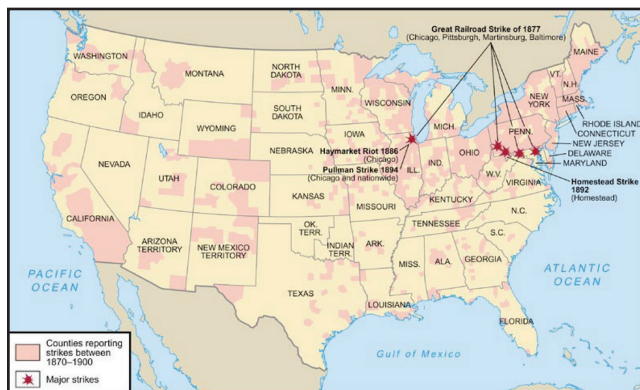 Great Railroad Strike of 1877
(Chicago, Pittsburgh, Martinsburg, Baltimore)
WASHINGTON
MONTANA
NORTH
DAKOTA
MINN.
MAINE
VT.
N.H.
OREGON
IDAHO
SOUTH
DAKOTA
WISCONSIN
MICH.
NEW
YORK
MASS.
WYOMING
IOWA
PENN.
RHODE ISLAND
CONNECTICUT
NEW JERSEY
DELAWARE
MARYLAND
Haymarket Riot 1886
(Chicago)
Pullman Strike 1894
(Chicago and nationwide)
NEBRASKA
NEVADA
UTAH
COLORADO
ILL.
IND.
OHIO
W.V.
VIRGINIA
Homestead Strike
1892
(Homestead)
CALIFORNIA
KANSAS
MISSOURI
KENTUCKY
N.C.
TENNESSEE
S.C.
ARIZONA
TERRITORY
NEW MEXICO
TERRITORY
OK.
TERR.
INDIAN
TERR.
ARK.
MISS.
ALA.
GEORGIA
TEXAS
LOUISIANA
FLORIDA
PACIFIC
OCEAN
ATLANTIC
OCEAN
Gulf of Mexico
Counties reporting
strikes between
1870–1900
Major strikes